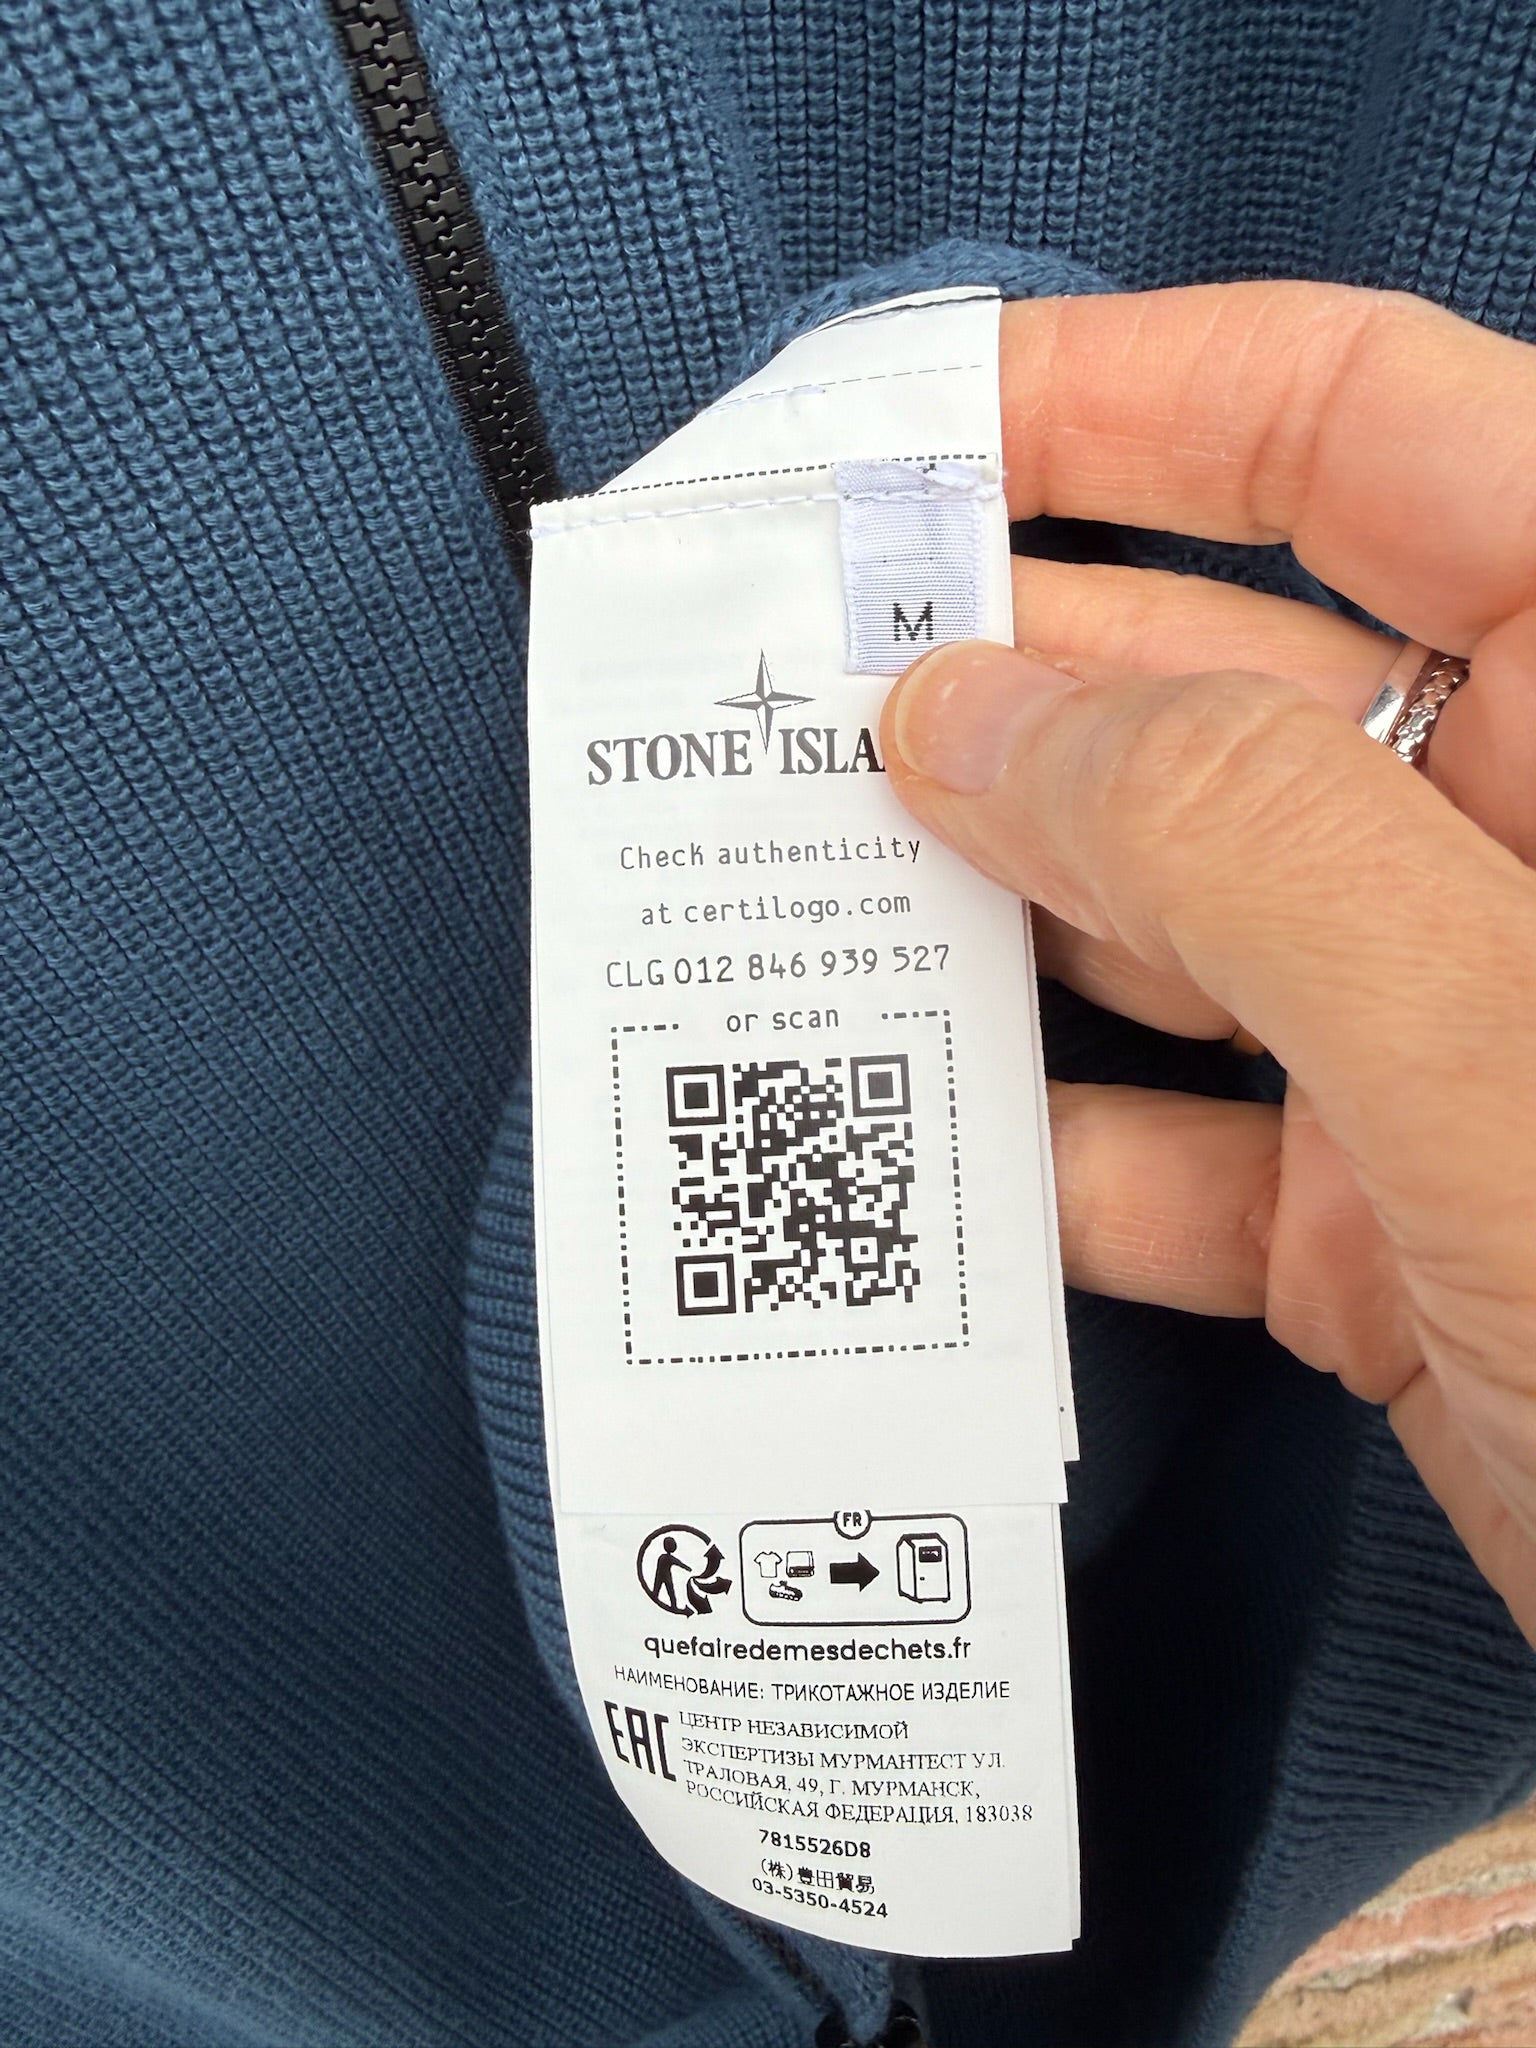 M
STONE ISLA
Check authenticity
at certilogo.com
CLG 012 846 939 527
or scan
FR
quefairedemesdechets.fr
НАИМЕНОВАНИЕ: ТРИКОТАЖНОЕ ИЗДЕЛИЕ
EAC
ЦЕНТР НЕЗАВИСИМОЙ
ЭКСПЕРТИЗЫ МУРМАНТЕСТ УЛ.
ТРАЛОВАЯ, 49, Г. МУРМАНСК,
РОССИЙСКАЯ ФЕДЕРАЦИЯ, 183038
7815526D8
(株)豊田貿易
03-5350-4524